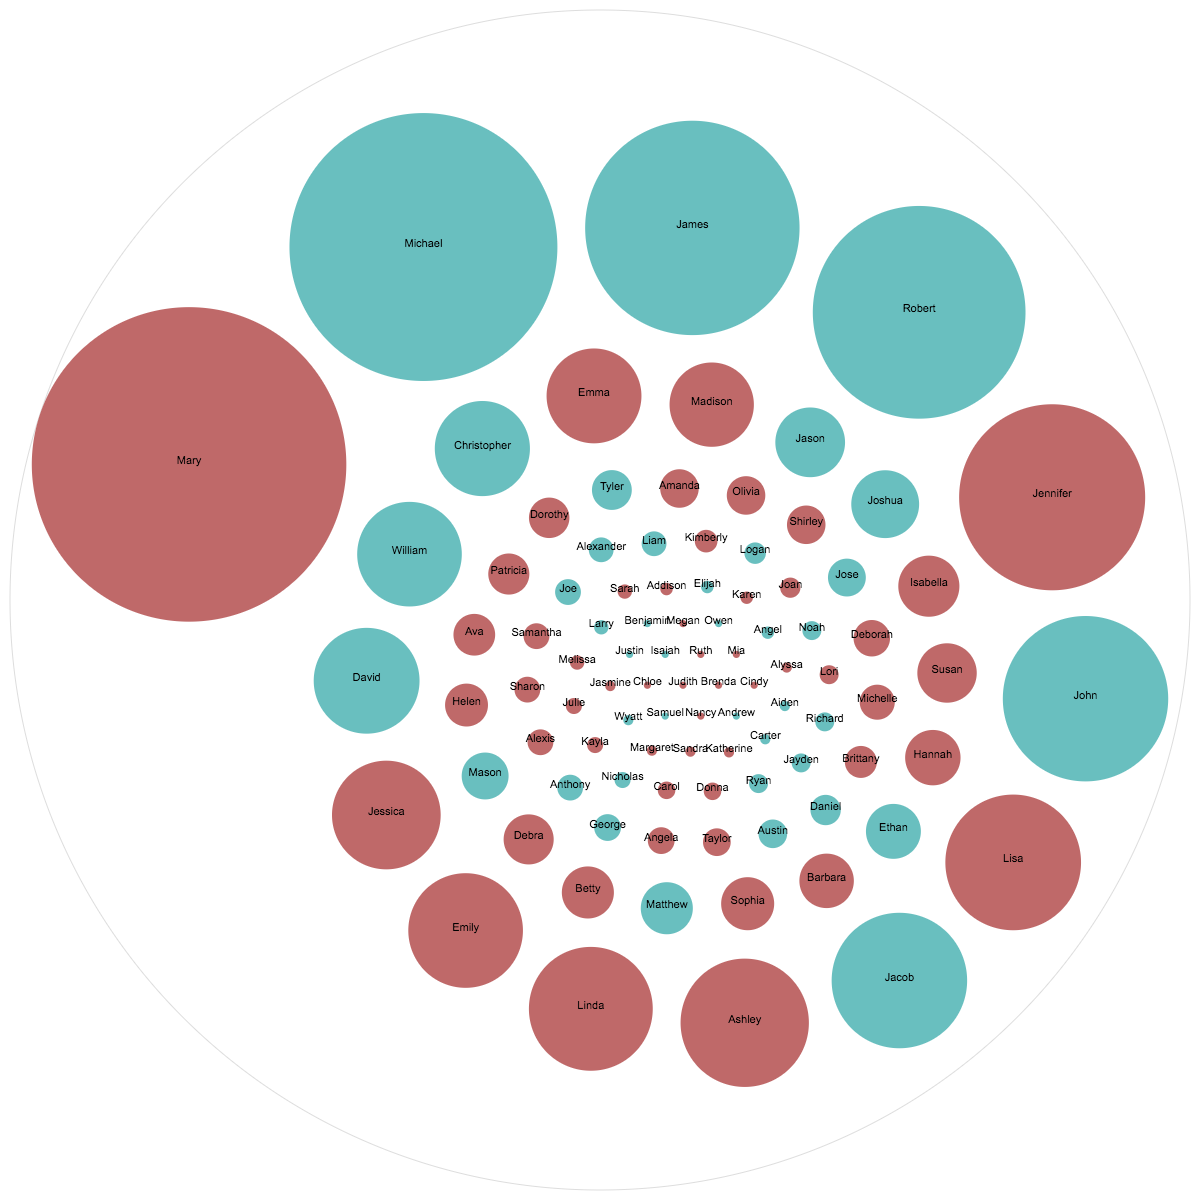 James
Michael
Robert
Emma
Madison
Jason
Christopher
Mary
Amanda
Tyler
Olivia
Jennifer
Joshua
Dorothy
Shirley
Kimberly
Liam
Alexander
Logan
William
Patricia
Jose
Isabella
Elijah
Addison
Joan
Sarah
Joe
Karen
Megan
Benjamin
Owen
Larry
Noah
Angel
Ava
Samantha
Deborah
Justin
Isaiah
Ruth
Mia
Melissa
Alyssa
Susan
Lori
David
Jasmine
Chloe
Judith
Brenda
Cindy
Sharon
John
Michelle
Helen
Julie
Aiden
Samuel
Nancy
Andrew
Wyatt
Richard
Carter
Alexis
Kayla
Margaret
Sandra
Katherine
Hannah
Brittany
Jayden
Mason
Nicholas
Ryan
Anthony
Carol
Donna
Daniel
Jessica
George
Ethan
Austin
Debra
Angela
Taylor
Lisa
Barbara
Betty
Sophia
Matthew
Emily
Jacob
Linda
Ashley